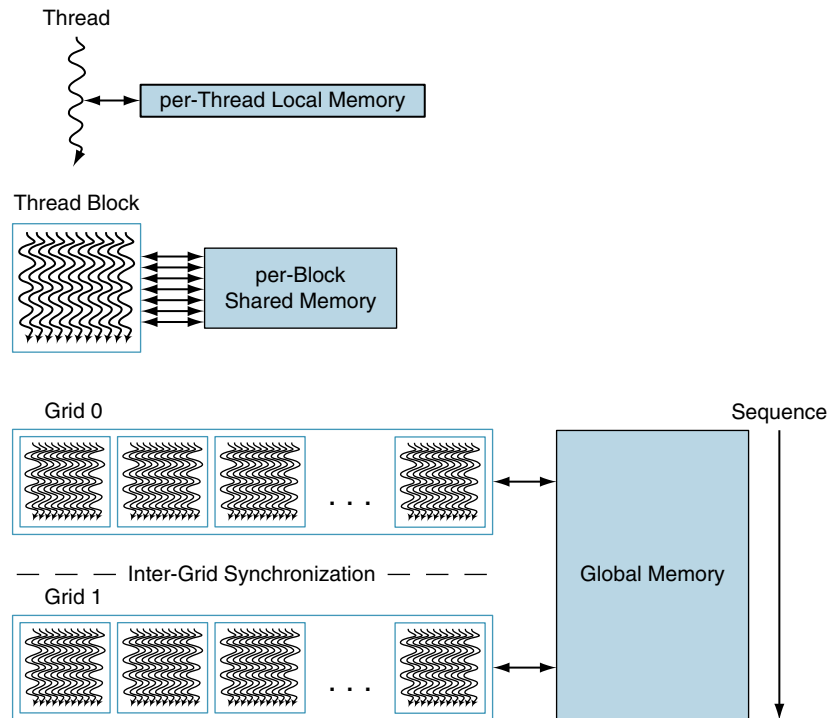 Thread
per-Thread Local Memory
Thread Block
per-Block
Shared Memory
Grid 0
Sequence
. . .
Inter-Grid Synchronization
Global Memory
Grid 1
. . .